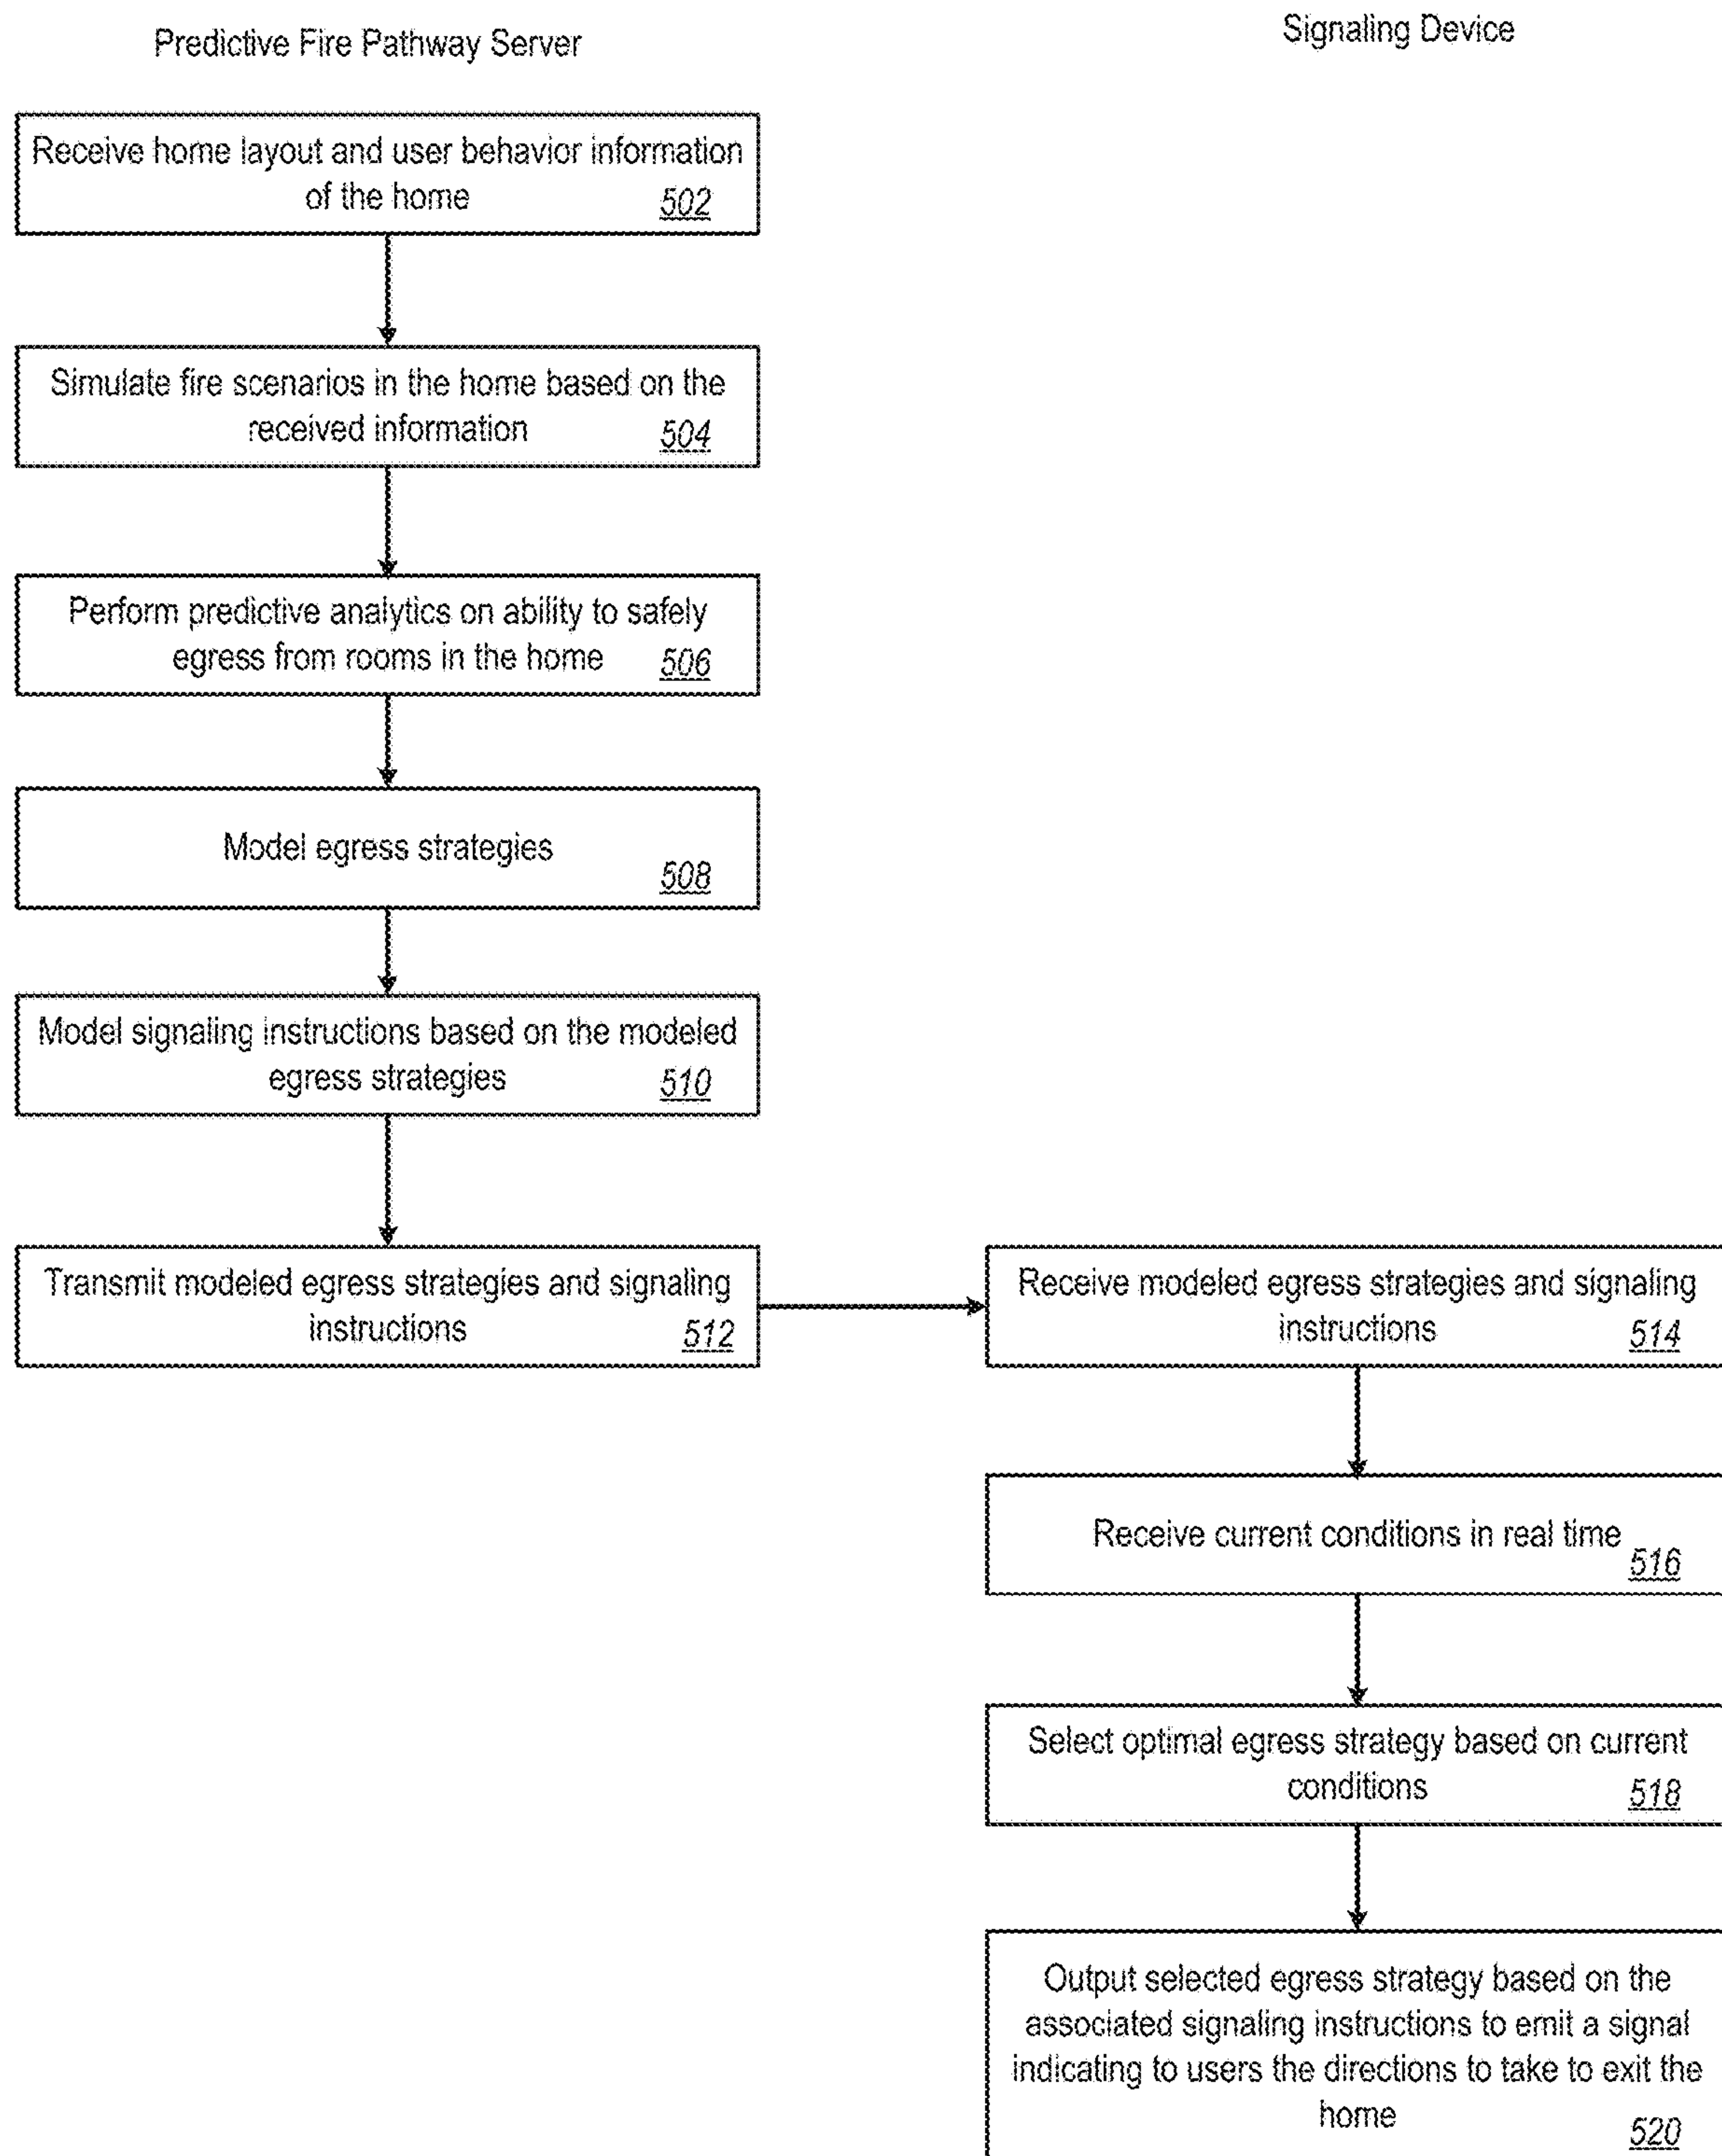 Predictive Fire Pathway Server
Signaling Device
Receive home layout and user behavior information
of the home
502
Simulate fire scenarios in the home based on the
received information
504
Perform predictive analytics on ability to safely
egress from rooms in the home
506
Model egress strategies
508
Model signaling instructions based on the modeled
egress strategies
510
Transmit modeled egress strategies and signaling
instructions
512
Receive modeled egress strategies and signaling
instructions
514
Receive current conditions in real time
516
Select optimal egress strategy based on current
conditions
518
Output selected egress strategy based on the
associated signaling instructions to emit a signal
indicating to users the directions to take to exit the
home
520